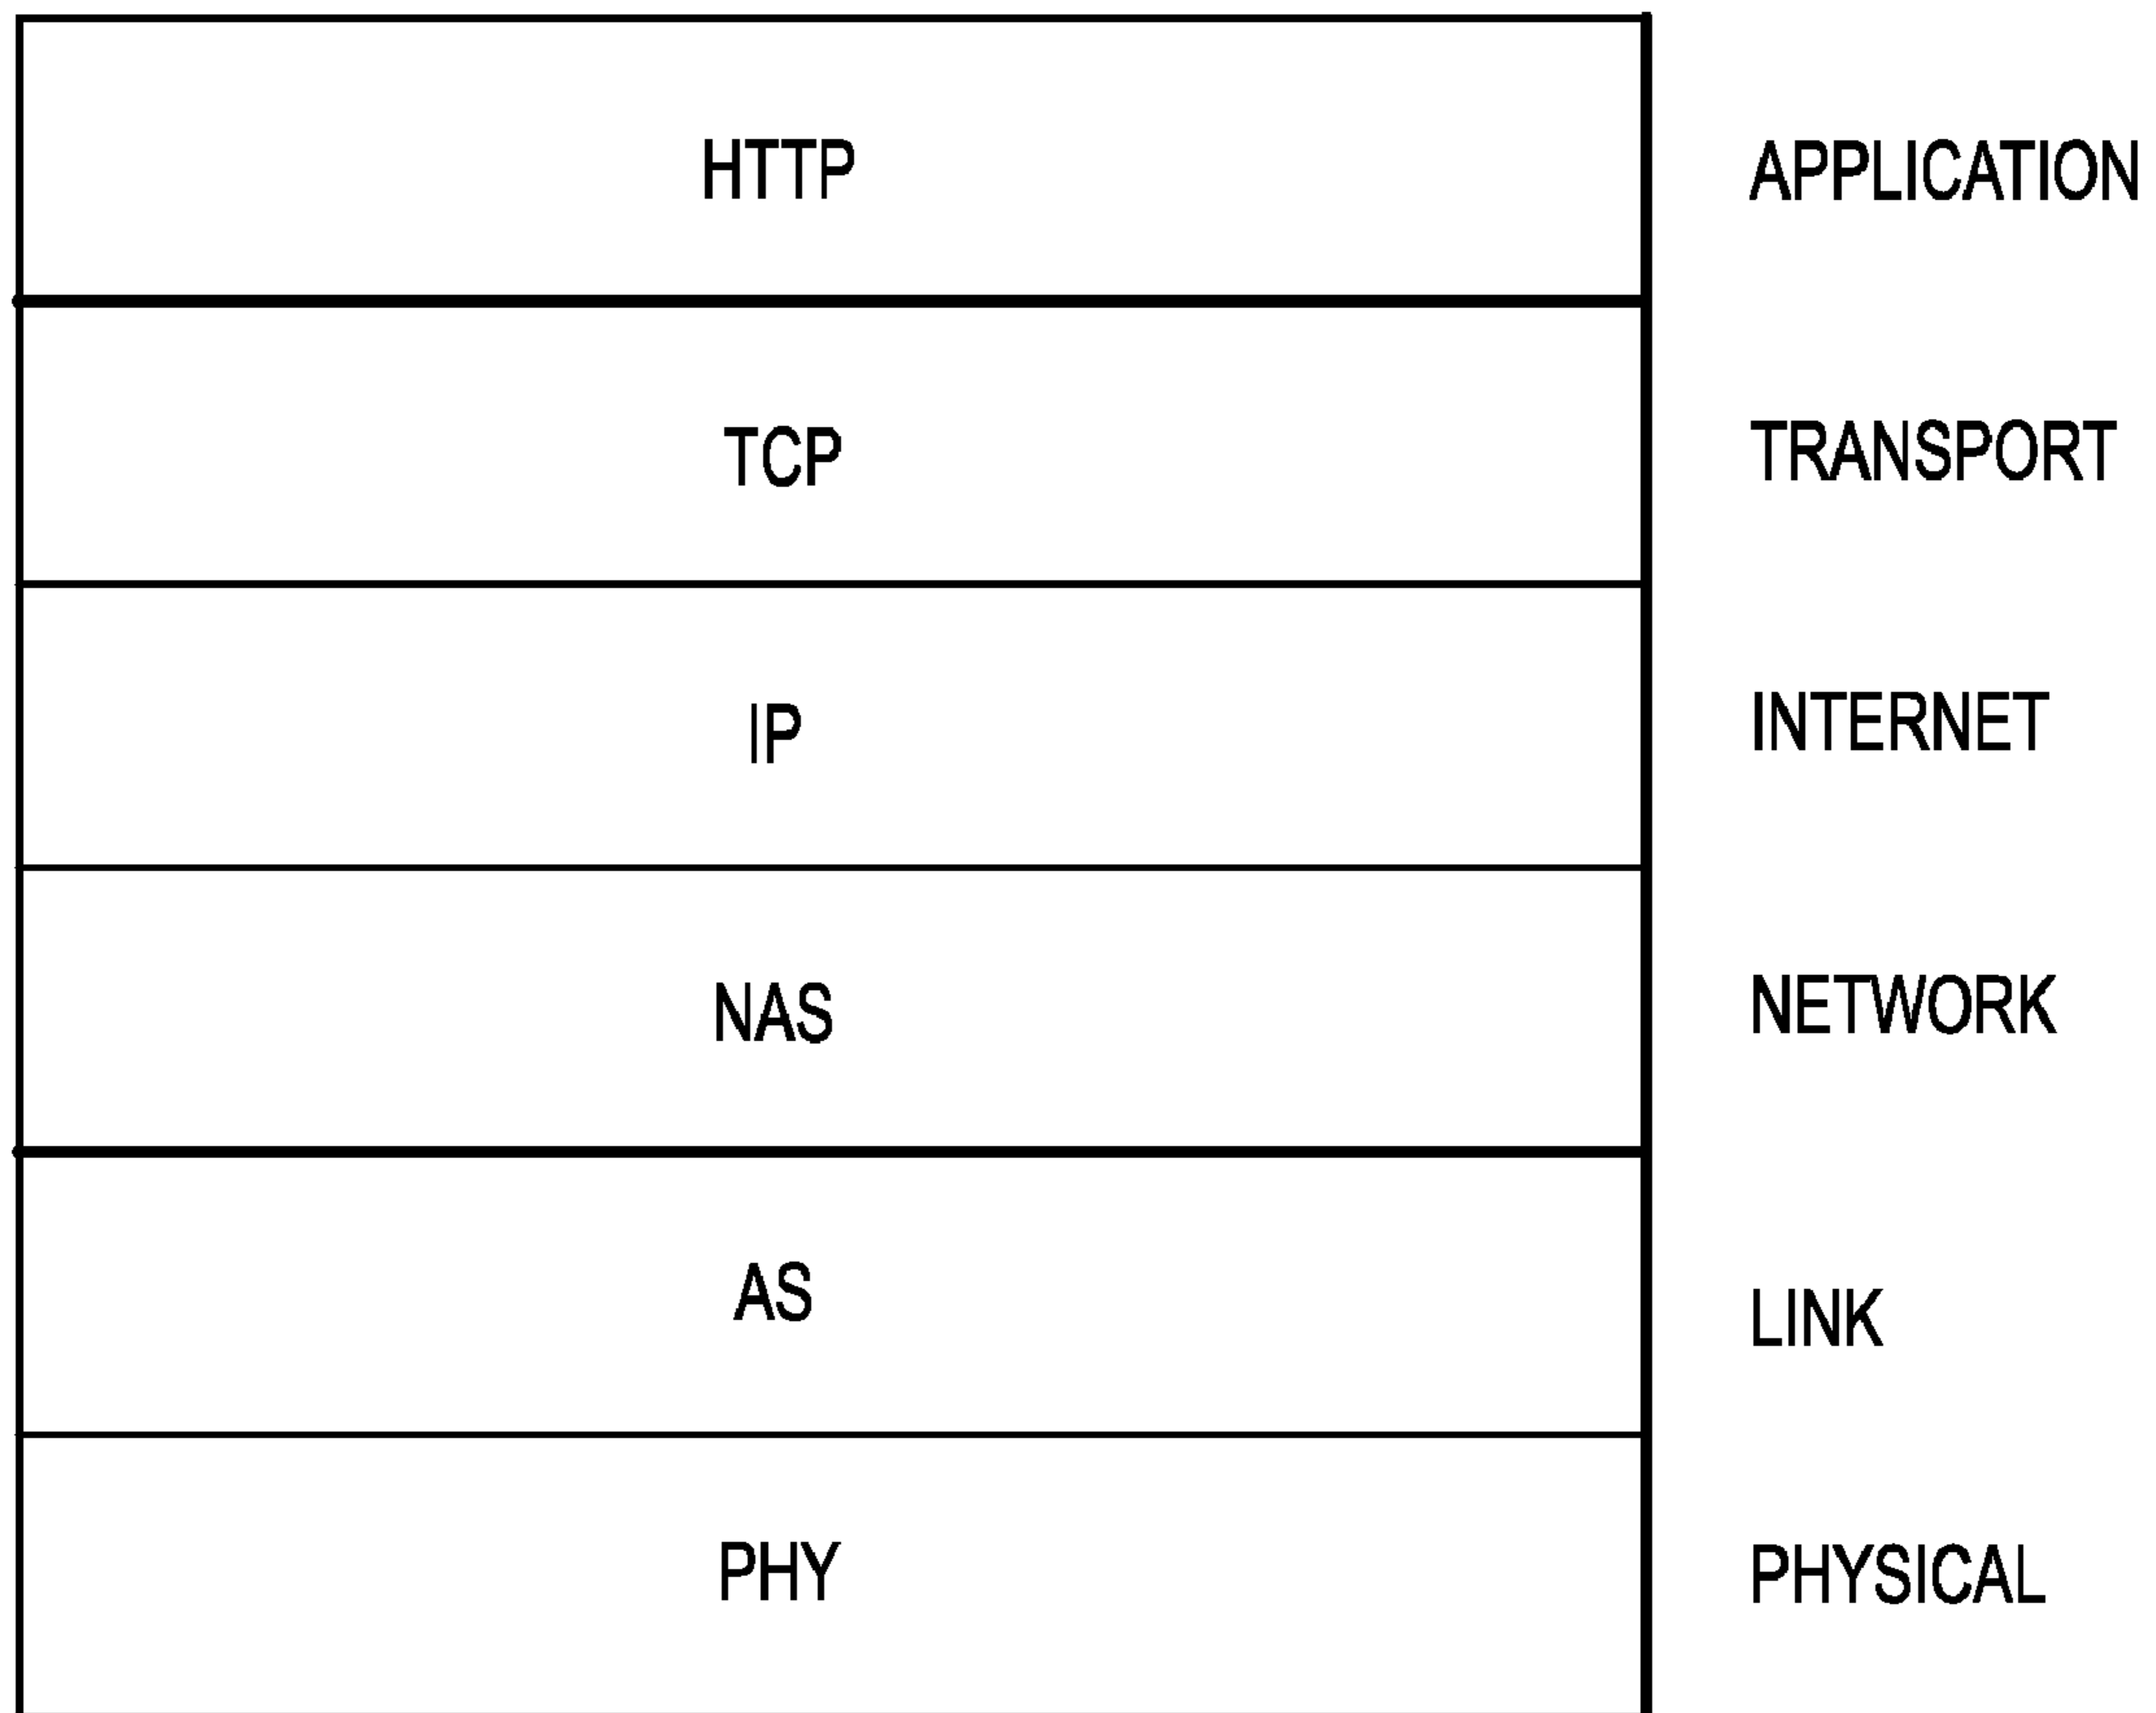 HTTP APPLICATION
TCP TRANSPORT
IP INTERNET
NAS NETWORK
AS LINK
PHY PHYSICAL